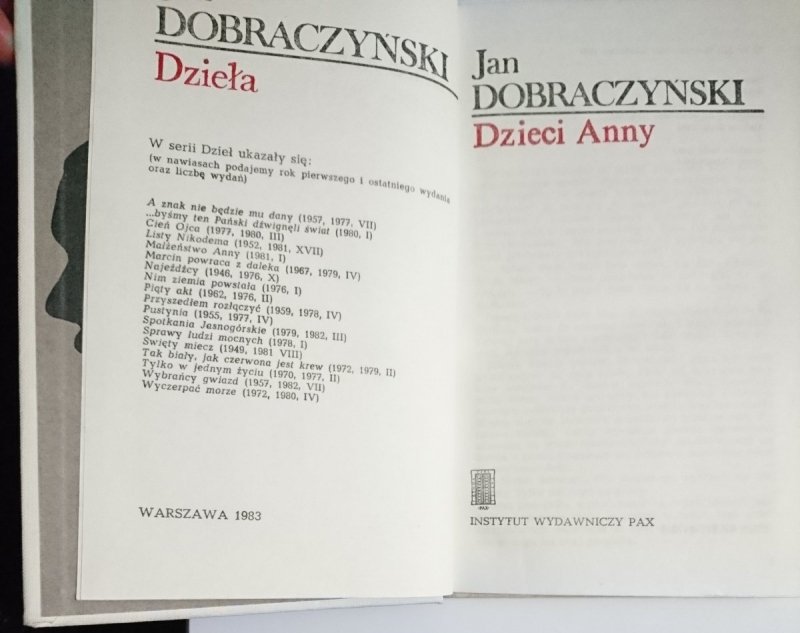 DOBRACZYŃSKI
Dzieła
W serii Dzieł ukazały się:
(w nawiasach podajemy rok pierwszego i ostatniego wydania
oraz liczbę wydań)
A znak nie będzie mu dany (1957, 1977, VII)
...byśmy ten Pański dźwignęli świat (1980, I)
Cień Ojca (1977, 1980, III)
Listy Nikodema (1952, 1981, XVII)
Małżeństwo Anny (1981, I)
Marcin powraca z daleka (1967, 1979, IV)
Najeźdźcy (1946, 1976, X)
Nim ziemia powstała (1976, I)
Piąty akt (1962, 1976, II)
Przyszedłem rozłączyć (1959, 1978, IV)
Pustynia (1955, 1977, IV)
Spotkania Jasnogórskie (1979, 1982, III)
Sprawy ludzi mocnych (1978, I)
Święty miecz (1949, 1981 VIII)
Tak biały, jak czerwona jest krew (1972, 1979, II)
Tylko w jednym życiu (1970, 1977, II)
Wybrańcy gwiazd (1957, 1982, VII)
Wyczerpać morze (1972, 1980, IV)
WARSZAWA 1983
Jan
DOBRACZYŃSKI
Dzieci Anny
PAX
INSTYTUT WYDAWNICZY PAX